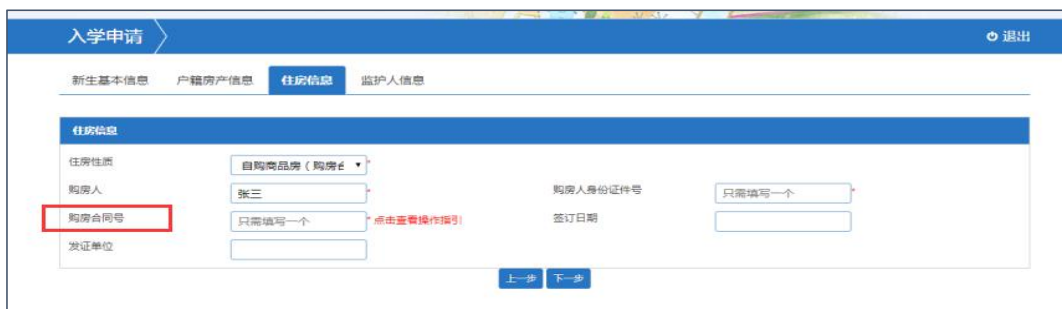 入学申请 退出
新生基本信息 户籍房产信息 住房信息 监护人信息
住房信息
住房性质 自购商品房（购房合 *
购房人 张三 * 购房人身份证件号 只需填写一个 *
购房合同号 只需填写一个 * 点击查看操作指引 签订日期
发证单位
上一步 下一步